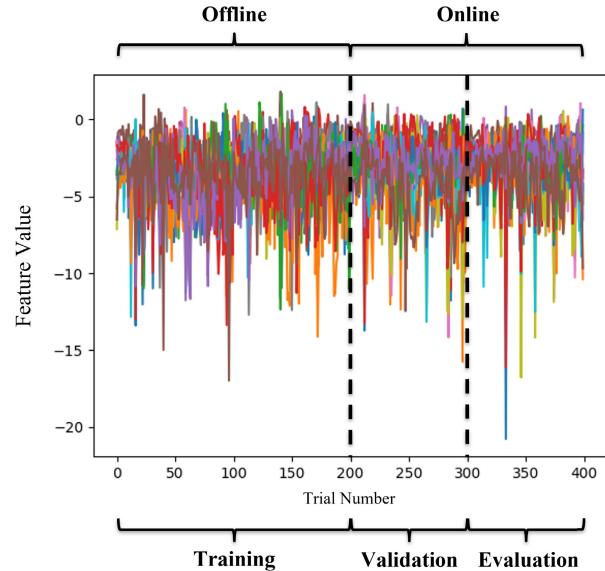 Offline Online
0
−5
−10
−15
−20
Feature Value
0 50 100 150 200 250 300 350 400
Trial Number
Training Validation Evaluation